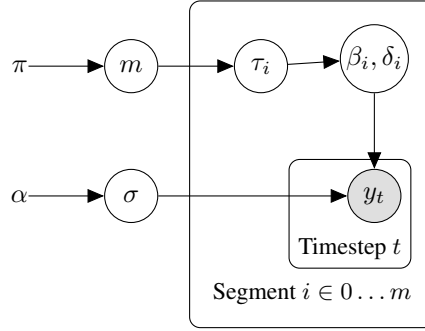 π m τ_i β_i, δ_i
α σ y_t
Timestep t
Segment i ∈ 0 … m